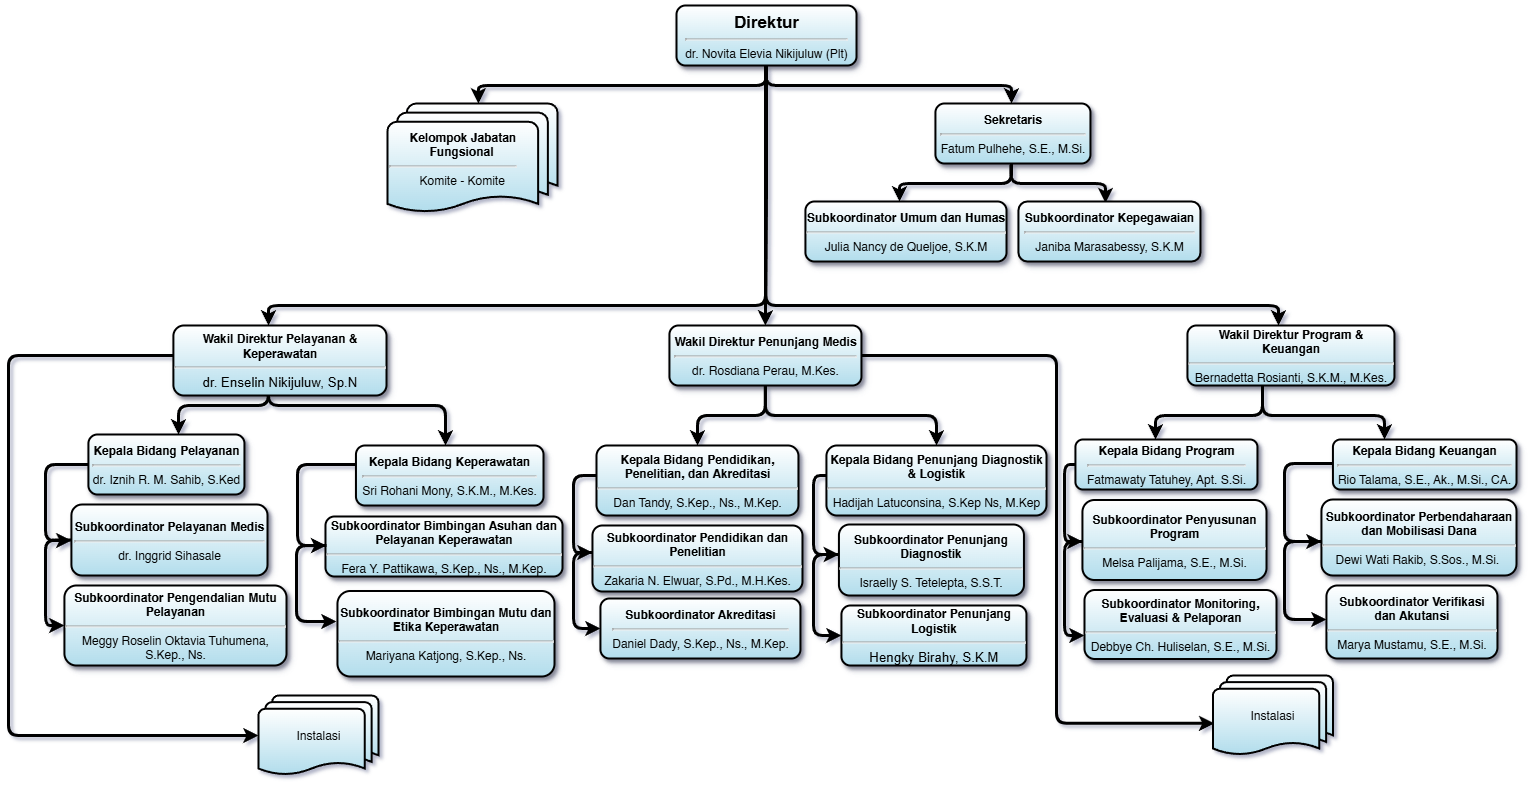 Direktur
dr. Novita Elevia Nikijuluw (Plt)
Kelompok Jabatan
Fungsional
Komite - Komite
Sekretaris
Fatum Pulhehe, S.E., M.Si.
Subkoordinator Umum dan Humas
Julia Nancy de Queljoe, S.K.M
Subkoordinator Kepegawaian
Janiba Marasabessy, S.K.M
Wakil Direktur Pelayanan &
Keperawatan
dr. Enselin Nikijuluw, Sp.N
Wakil Direktur Penunjang Medis
dr. Rosdiana Perau, M.Kes.
Wakil Direktur Program &
Keuangan
Bernadetta Rosianti, S.K.M., M.Kes.
Kepala Bidang Pelayanan
dr. Iznih R. M. Sahib, S.Ked
Subkoordinator Pelayanan Medis
dr. Inggrid Sihasale
Subkoordinator Pengendalian Mutu
Pelayanan
Meggy Roselin Oktavia Tuhumena,
S.Kep., Ns.
Kepala Bidang Keperawatan
Sri Rohani Mony, S.K.M., M.Kes.
Subkoordinator Bimbingan Asuhan dan
Pelayanan Keperawatan
Fera Y. Pattikawa, S.Kep., Ns., M.Kep.
Subkoordinator Bimbingan Mutu dan
Etika Keperawatan
Mariyana Katjong, S.Kep., Ns.
Kepala Bidang Pendidikan,
Penelitian, dan Akreditasi
Dan Tandy, S.Kep., Ns., M.Kep.
Subkoordinator Pendidikan dan
Penelitian
Zakaria N. Elwuar, S.Pd., M.H.Kes.
Subkoordinator Akreditasi
Daniel Dady, S.Kep., Ns., M.Kep.
Kepala Bidang Penunjang Diagnostik
& Logistik
Hadijah Latuconsina, S.Kep Ns, M.Kep
Subkoordinator Penunjang
Diagnostik
Israelly S. Tetelepta, S.S.T.
Subkoordinator Penunjang
Logistik
Hengky Birahy, S.K.M
Kepala Bidang Program
Fatmawaty Tatuhey, Apt. S.Si.
Subkoordinator Penyusunan
Program
Melsa Palijama, S.E., M.Si.
Subkoordinator Monitoring,
Evaluasi & Pelaporan
Debbye Ch. Huliselan, S.E., M.Si.
Kepala Bidang Keuangan
Rio Talama, S.E., Ak., M.Si., CA.
Subkoordinator Perbendaharaan
dan Mobilisasi Dana
Dewi Wati Rakib, S.Sos., M.Si.
Subkoordinator Verifikasi
dan Akutansi
Marya Mustamu, S.E., M.Si.
Instalasi
Instalasi